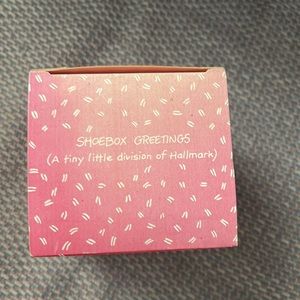 SHOEBOX GREETINGS
(A tiny little division of Hallmark)